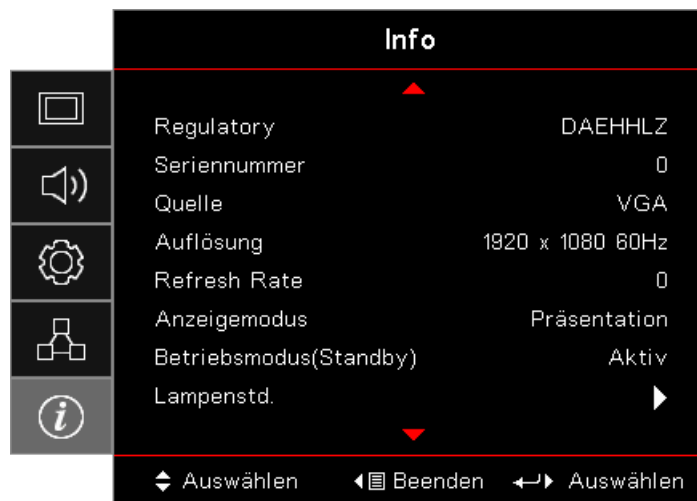 Info
Regulatory DAEHHLZ
Seriennummer 0
Quelle VGA
Auflösung 1920 x 1080 60Hz
Refresh Rate 0
Anzeigemodus Präsentation
Betriebsmodus(Standby) Aktiv
Lampenstd.
Auswählen Beenden Auswählen